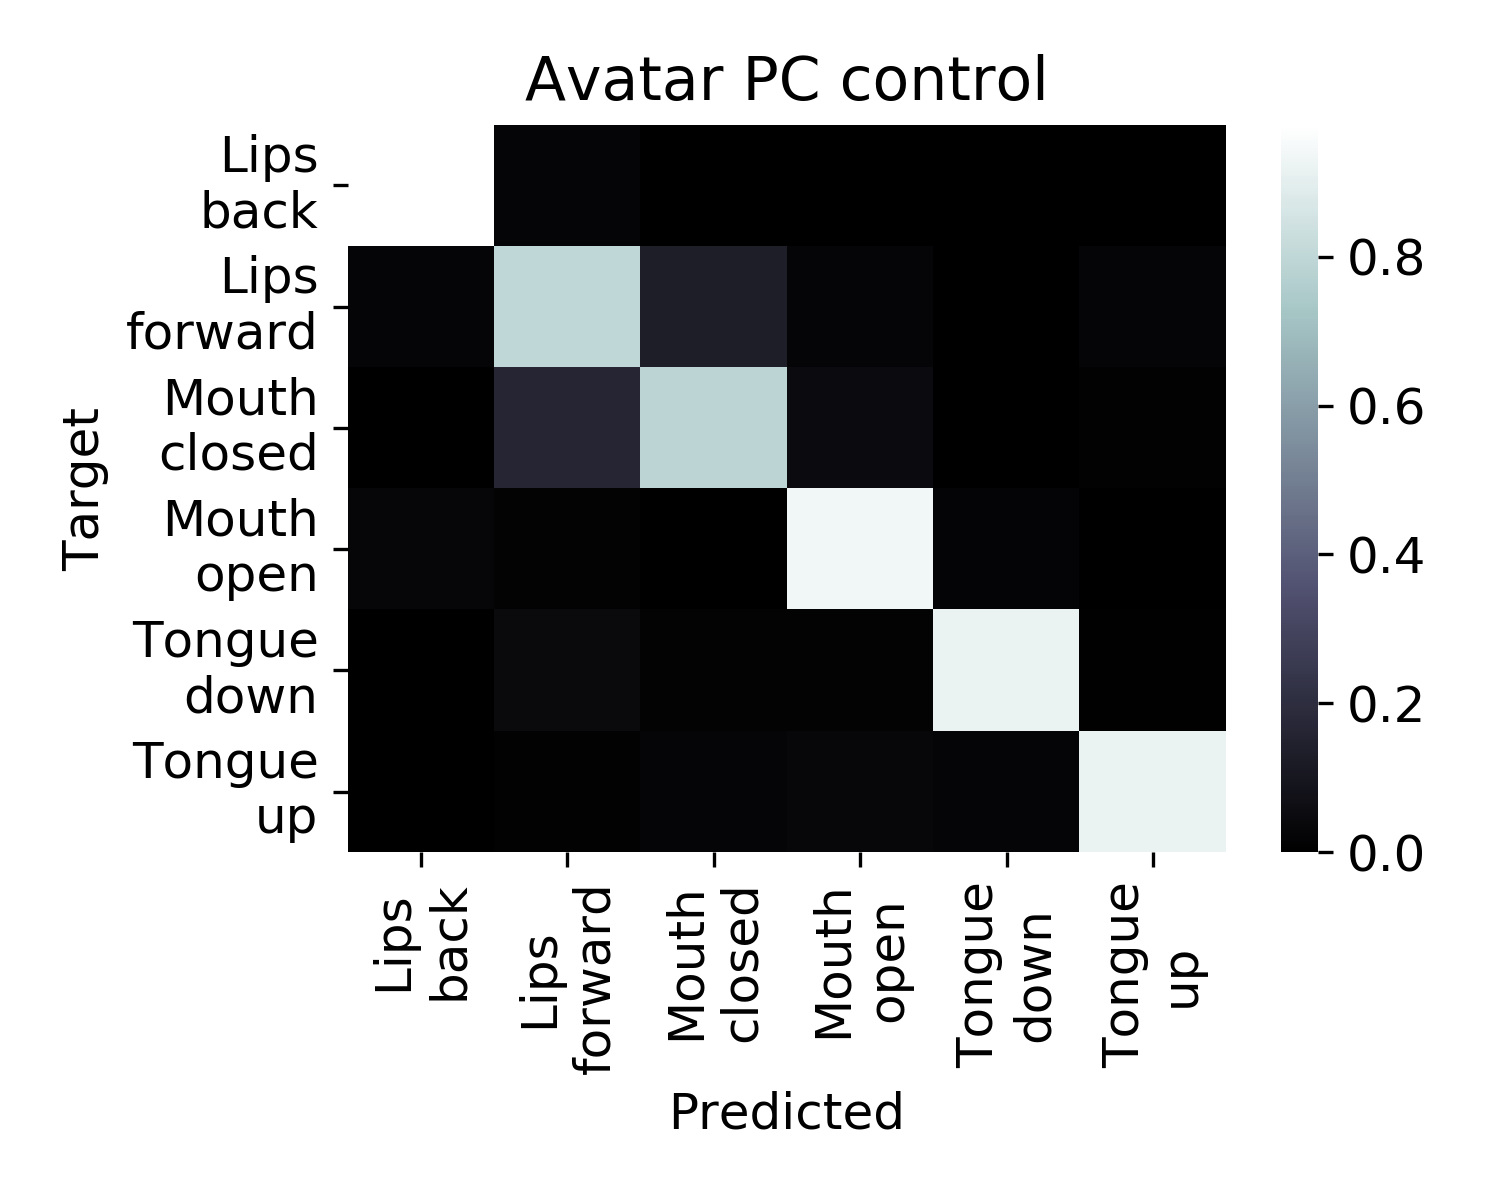 Avatar PC control
Target
Lips
back
Lips
forward
Mouth
closed
Mouth
open
Tongue
down
Tongue
up
0.8
0.6
0.4
0.2
0.0
Lips
back
Lips
forward
Mouth
closed
Mouth
open
Tongue
down
Tongue
up
Predicted